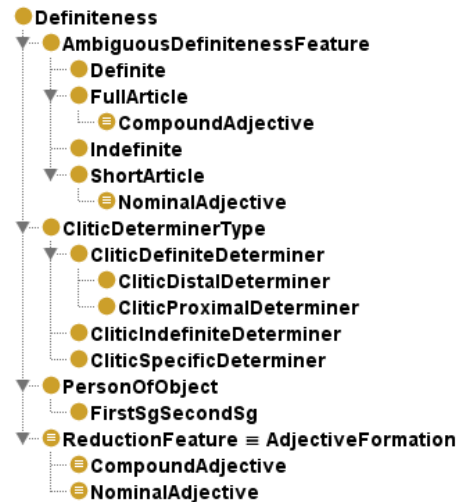 Definiteness
AmbiguousDefinitenessFeature
Definite
FullArticle
CompoundAdjective
Indefinite
ShortArticle
NominalAdjective
CliticDeterminerType
CliticDefiniteDeterminer
CliticDistalDeterminer
CliticProximalDeterminer
CliticIndefiniteDeterminer
CliticSpecificDeterminer
PersonOfObject
FirstSgSecondSg
ReductionFeature ≡ AdjectiveFormation
CompoundAdjective
NominalAdjective